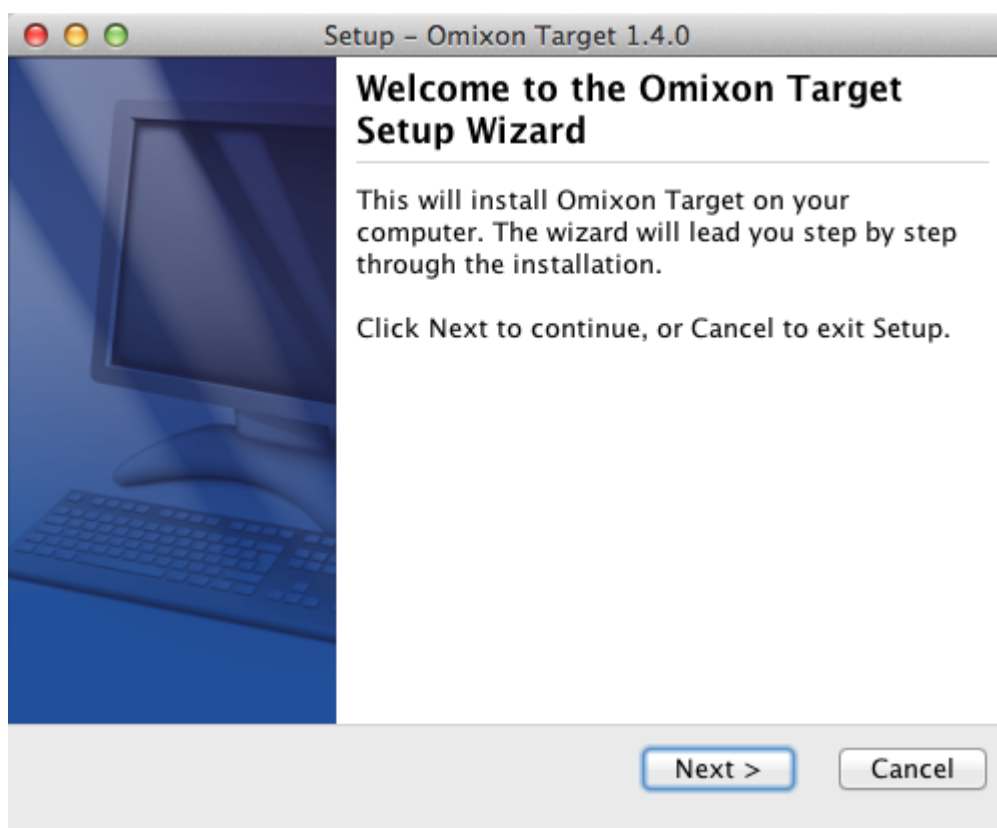 Setup – Omixon Target 1.4.0
Welcome to the Omixon Target
Setup Wizard
This will install Omixon Target on your
computer. The wizard will lead you step by step
through the installation.
Click Next to continue, or Cancel to exit Setup.
Next >
Cancel